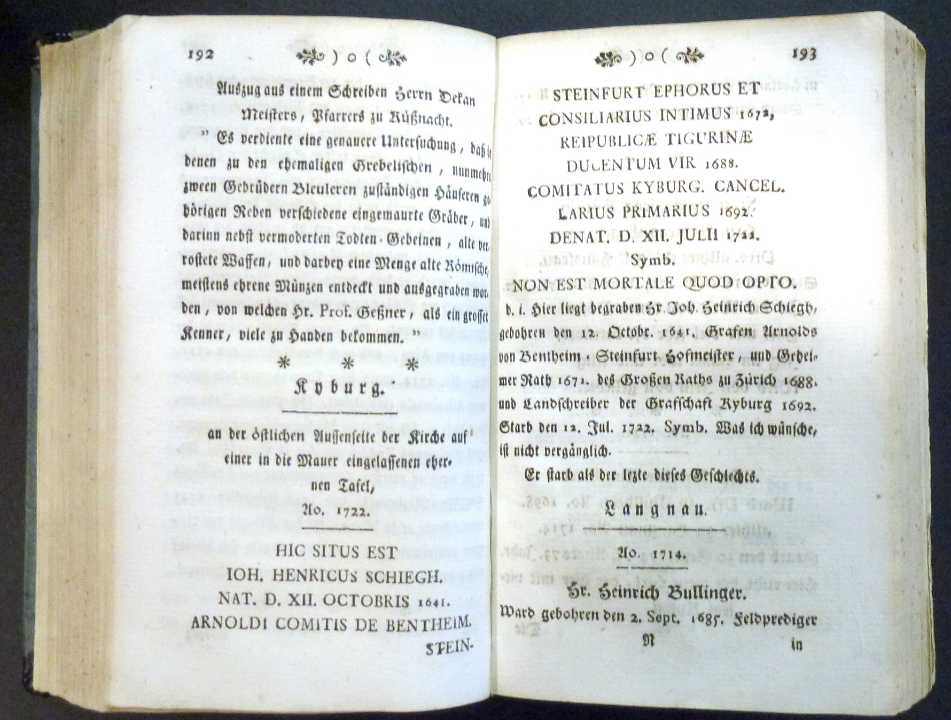 192
) o (
Auszug aus einem Schreiben Herrn Dekan
Meisters, Pfarrers zu Küßnacht.
" Es verdiente eine genauere Untersuchung, daß
denen zu den ehemaligen Grebelischen, nunmehr
zween Gebrüdern Bleuleren zuständigen Häuseren ge
hörigen Reben verschiedene eingemaurte Gräber, und
darinn nebst vermoderten Todten-Gebeinen, alte ver
rostete Waffen, und darbey eine Menge alte Römische,
meistens ehrene Münzen entdeckt und ausgegraben wor
den, von welchen Hr. Prof. Geßner, als ein grosser
Kenner, viele zu Handen bekommen. "
* * *
Kyburg.
an der östlichen Aussenseite der Kirche auf
einer in die Mauer eingelassenen eher-
nen Tafel,
Ao. 1722.
HIC SITUS EST
IOH. HENRICUS SCHIEGH.
NAT. D. XII. OCTOBRIS 1641.
ARNOLDI COMITIS DE BENTHEIM.
STEIN-
) o (
193
STEINFURT EPHORUS ET
CONSILIARIUS INTIMUS 1672,
REIPUBLICÆ TIGURINÆ
DUCENTUM VIR 1688.
COMITATUS KYBURG. CANCEL.
LARIUS PRIMARIUS 1692.
DENAT. D. XII. JULII 1722.
Symb.
NON EST MORTALE QUOD OPTO.
d. i. Hier liegt begraben Hr. Joh. Heinrich Schiegh,
gebohren den 12. Octobr. 1641. Grafen Arnolds
von Bentheim-Steinfurt Hofmeister, und Gehei-
mer Rath 1672. des Großen Raths zu Zürich 1688.
und Landschreiber der Grafschaft Kyburg 1692.
Starb den 12. Jul. 1722. Symb. Was ich wünsche,
ist nicht vergänglich.
Er starb als der lezte dieses Geschlechts.
Langnau.
Ao. 1714.
Hr. Heinrich Bullinger.
Ward gebohren den 2. Sept. 1685. Feldprediger
N in